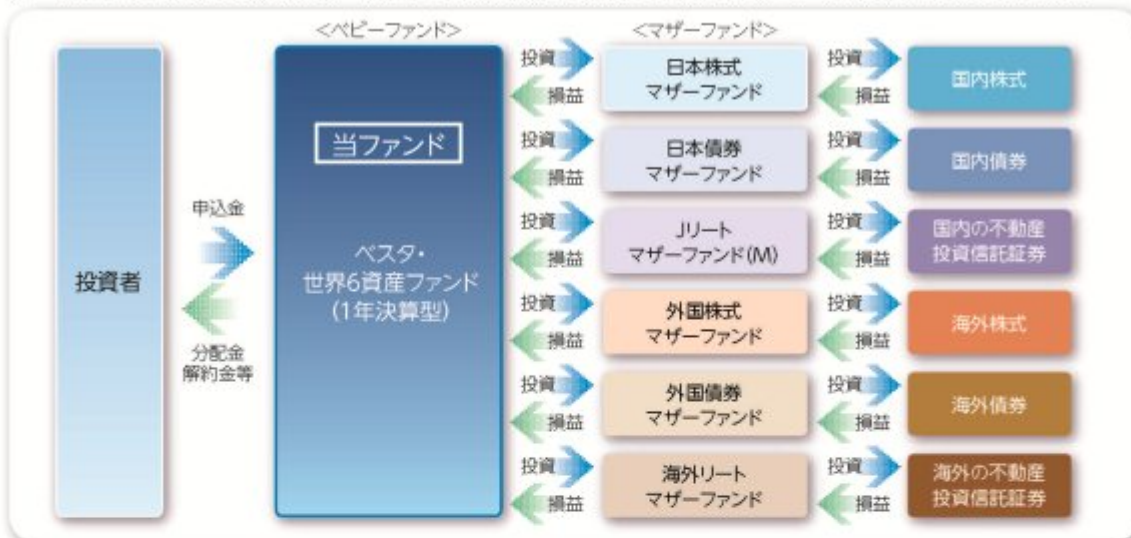 <ベビーファンド>
<マザーファンド>
投資者
申込金
分配金
解約金等
当ファンド
ベスタ・
世界6資産ファンド
(1年決算型)
投資
損益
日本株式
マザーファンド
投資
損益
国内株式
投資
損益
日本債券
マザーファンド
投資
損益
国内債券
投資
損益
Jリート
マザーファンド(M)
投資
損益
国内の不動産
投資信託証券
投資
損益
外国株式
マザーファンド
投資
損益
海外株式
投資
損益
外国債券
マザーファンド
投資
損益
海外債券
投資
損益
海外リート
マザーファンド
投資
損益
海外の不動産
投資信託証券